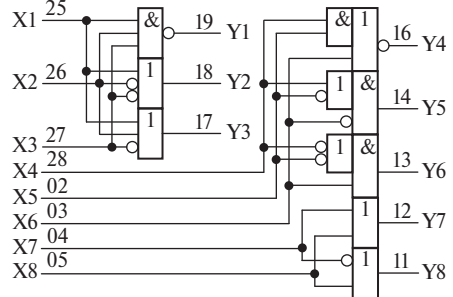 X1 25 & 19 Y1
X2 26 1 18 Y2
X3 27 1 17 Y3
X4 28
X5 02
X6 03
X7 04
X8 05
& 1 16 Y4
1 & 14 Y5
1 & 13 Y6
1 12 Y7
1 11 Y8